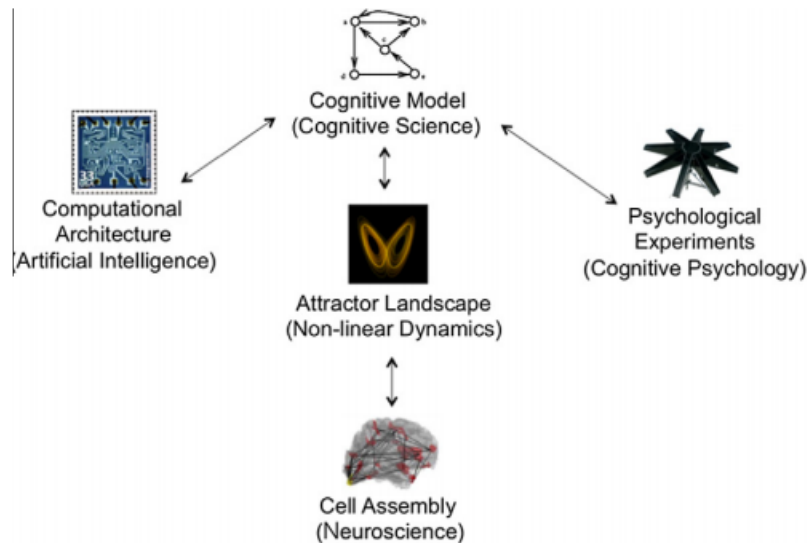 a
b
c
d
e
Cognitive Model
(Cognitive Science)
33
Computational
Architecture
(Artificial Intelligence)
Psychological
Experiments
(Cognitive Psychology)
Attractor Landscape
(Non-linear Dynamics)
Cell Assembly
(Neuroscience)